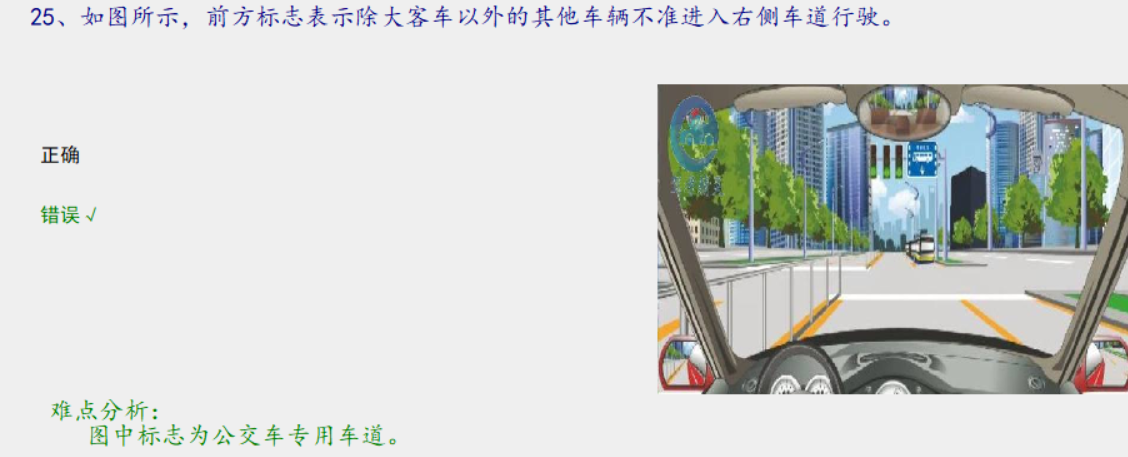 25、如图所示，前方标志表示除大客车以外的其他车辆不准进入右侧车道行驶。
正确
错误√
难点分析：
图中标志为公交车专用车道。